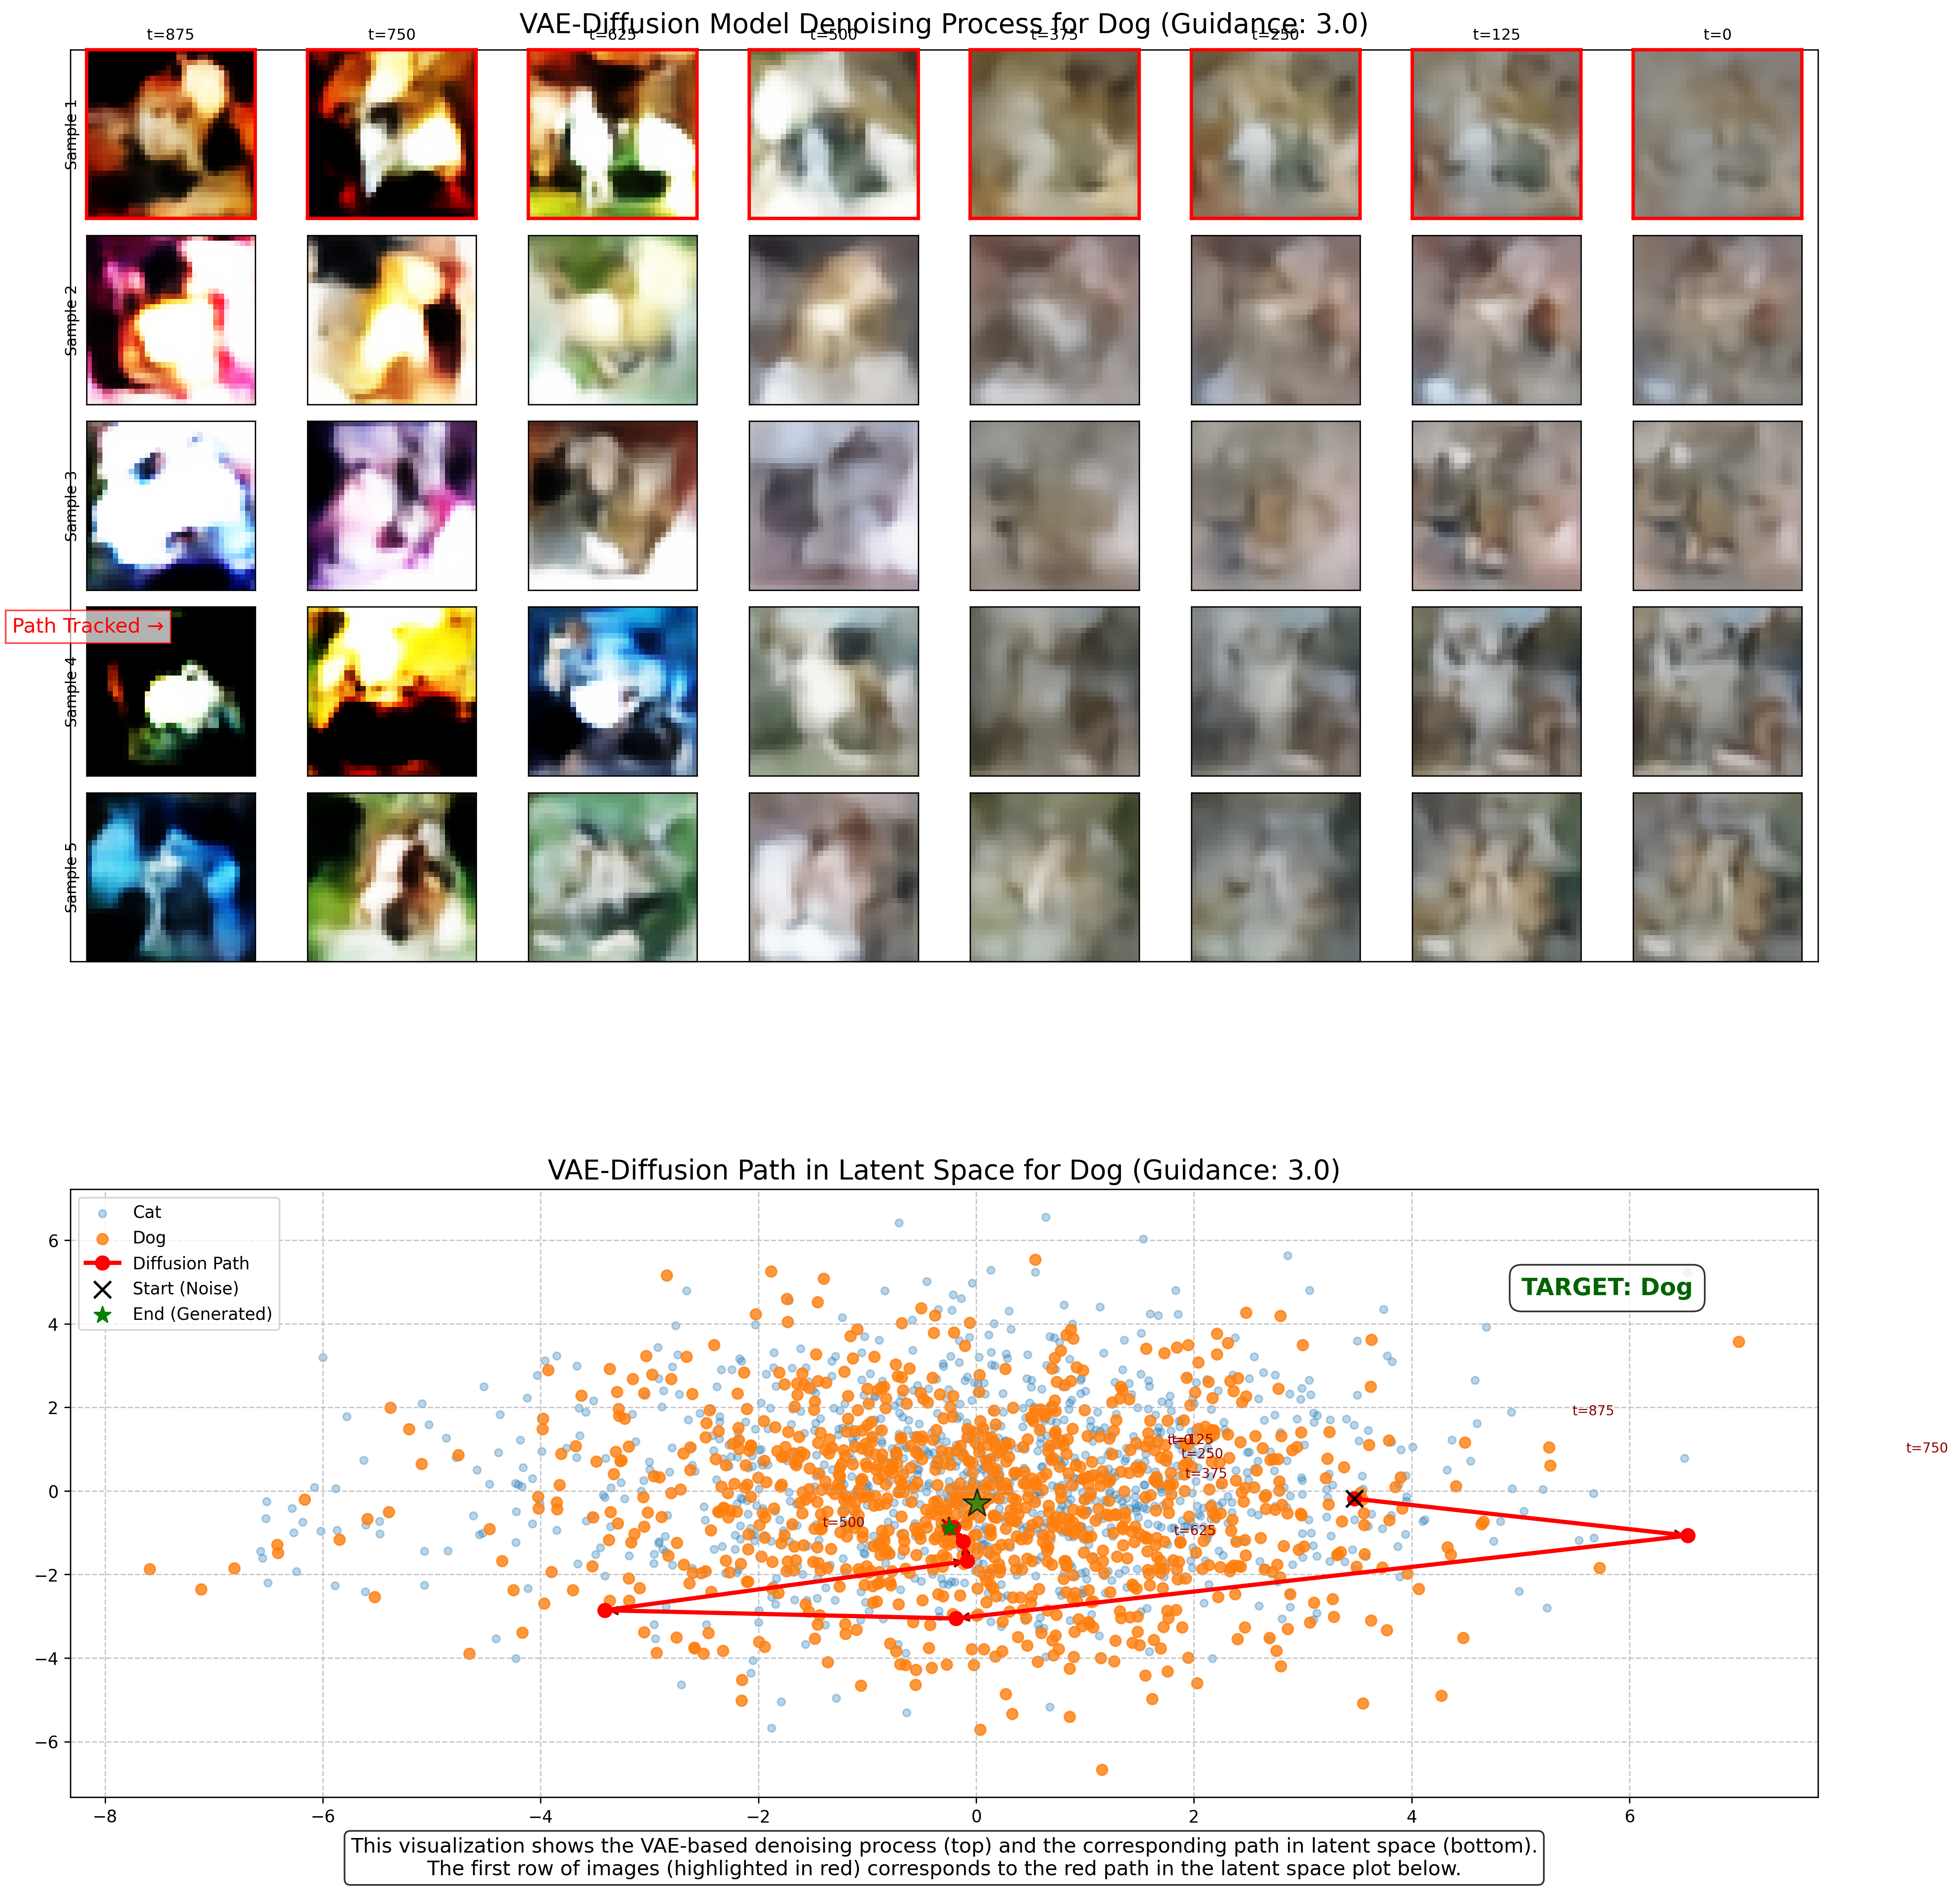 VAE-Diffusion Model Denoising Process for Dog (Guidance: 3.0)
t=875 t=750 t=625 t=500 t=375 t=250 t=125 t=0
Sample 1
Sample 2
Sample 3
Path Tracked →
Sample 4
Sample 5
VAE-Diffusion Path in Latent Space for Dog (Guidance: 3.0)
Cat
Dog
Diffusion Path
Start (Noise)
End (Generated)
TARGET: Dog
6
4
2
0
−2
−4
−6
t=875
t=750
t=0
t=125
t=250
t=375
t=500
t=625
−8 −6 −4 −2 0 2 4 6
This visualization shows the VAE-based denoising process (top) and the corresponding path in latent space (bottom).
The first row of images (highlighted in red) corresponds to the red path in the latent space plot below.